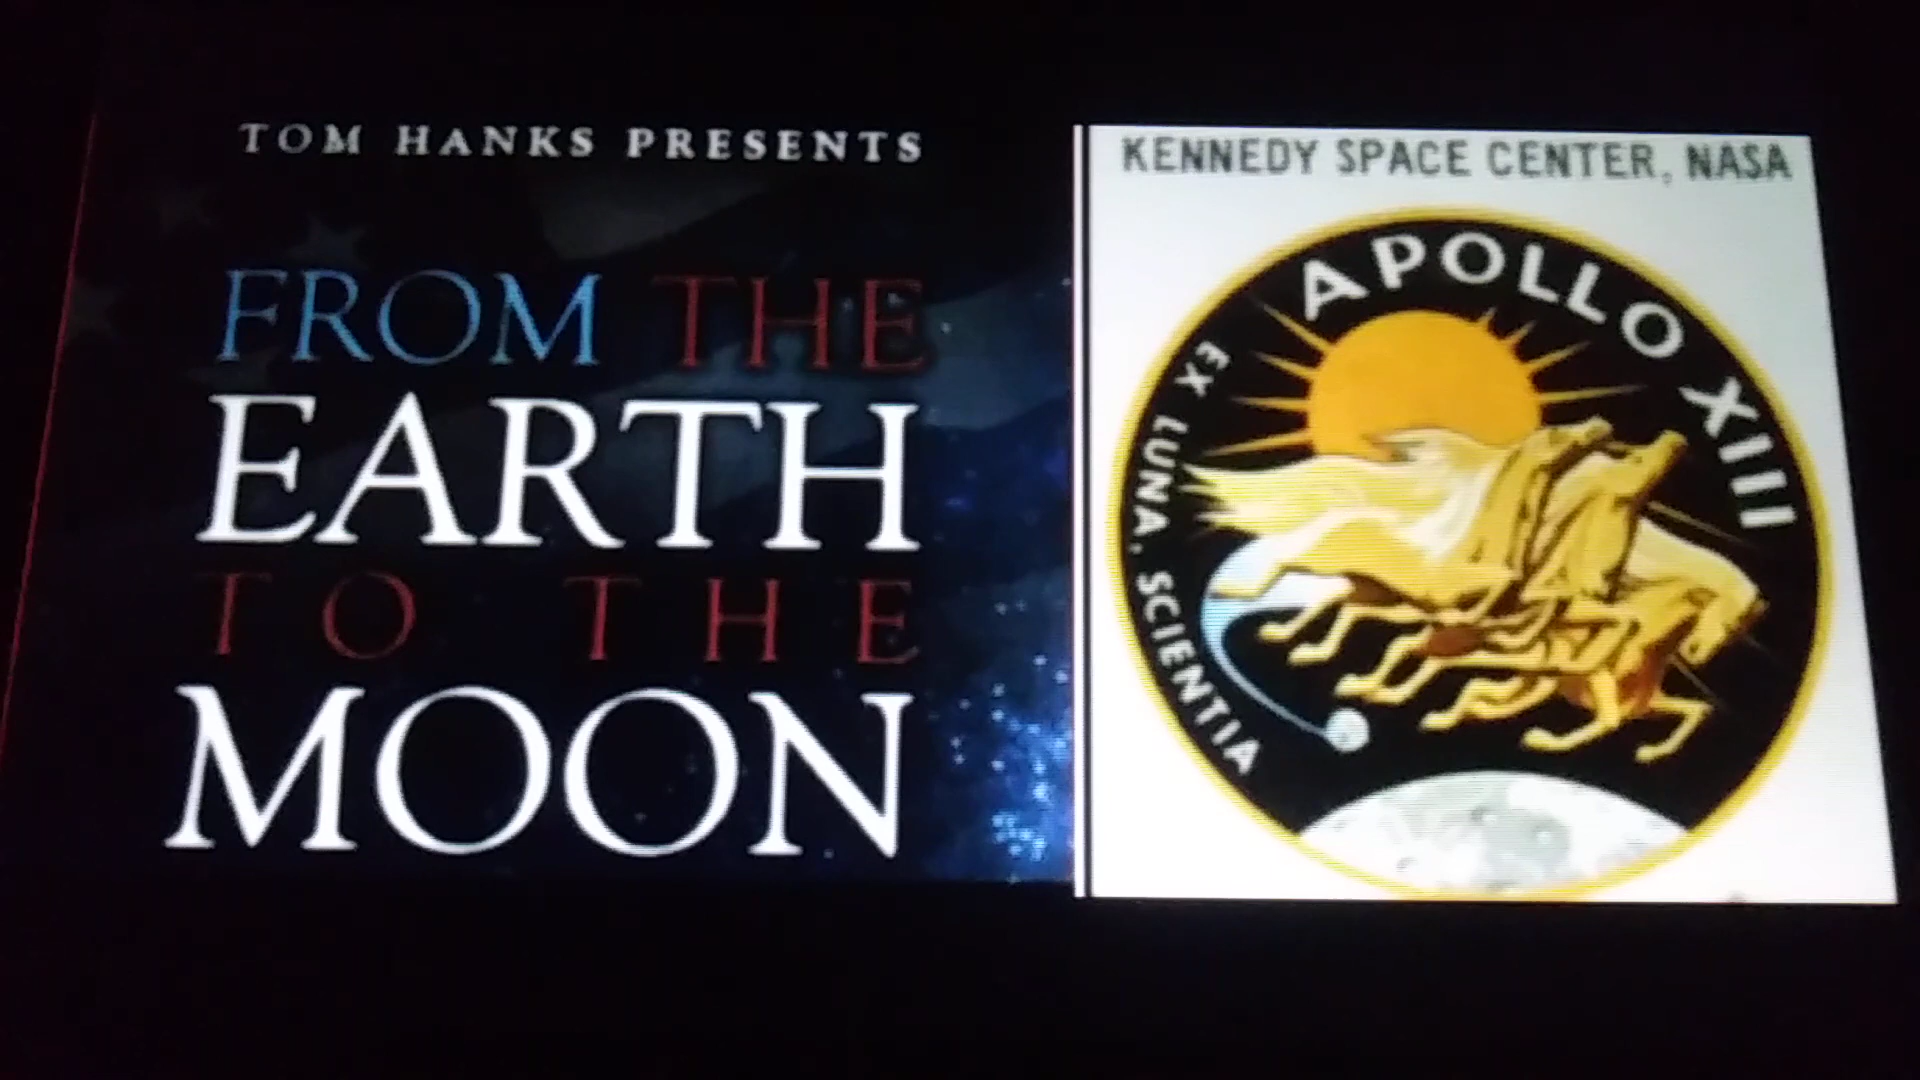 TOM HANKS PRESENTS
FROM THE
EARTH
TO THE
MOON
KENNEDY SPACE CENTER, NASA
APOLLO XIII
EX LUNA, SCIENTIA